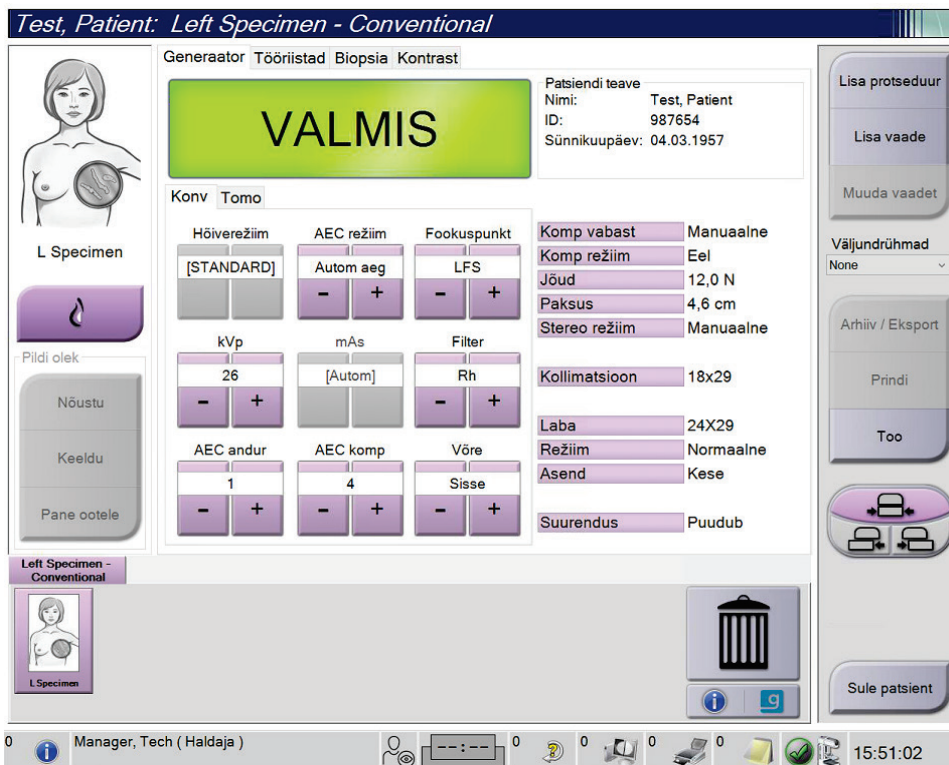 Test, Patient: Left Specimen - Conventional
Generaator Tööriistad Biopsia Kontrast
VALMIS
Patsiendi teave
Nimi: Test, Patient
ID: 987654
Sünnikuupäev: 04.03.1957
L Specimen
Pildi olek
Nõustu
Keeldu
Pane ootele
Konv Tomo
Hõiverežiim AEC režiim Fookuspunkt
[STANDARD] Autom aeg LFS
- + - +
kVp mAs Filter
26 [Autom] Rh
- + - +
AEC andur AEC komp Võre
1 4 Sisse
- + - + - +
Komp vabast Manuaalne
Komp režiim Eel
Jõud 12,0 N
Paksus 4,6 cm
Stereo režiim Manuaalne
Kollimatsioon 18x29
Laba 24X29
Režiim Normaalne
Asend Kese
Suurendus Puudub
Lisa protseduur
Lisa vaade
Muuda vaadet
Väljundrühmad
None
Arhiiv / Eksport
Prindi
Too
Sule patsient
Left Specimen -
Conventional
L Specimen
i g
0 i Manager, Tech ( Haldaja ) --:-- 0 ? 0 0 0 15:51:02